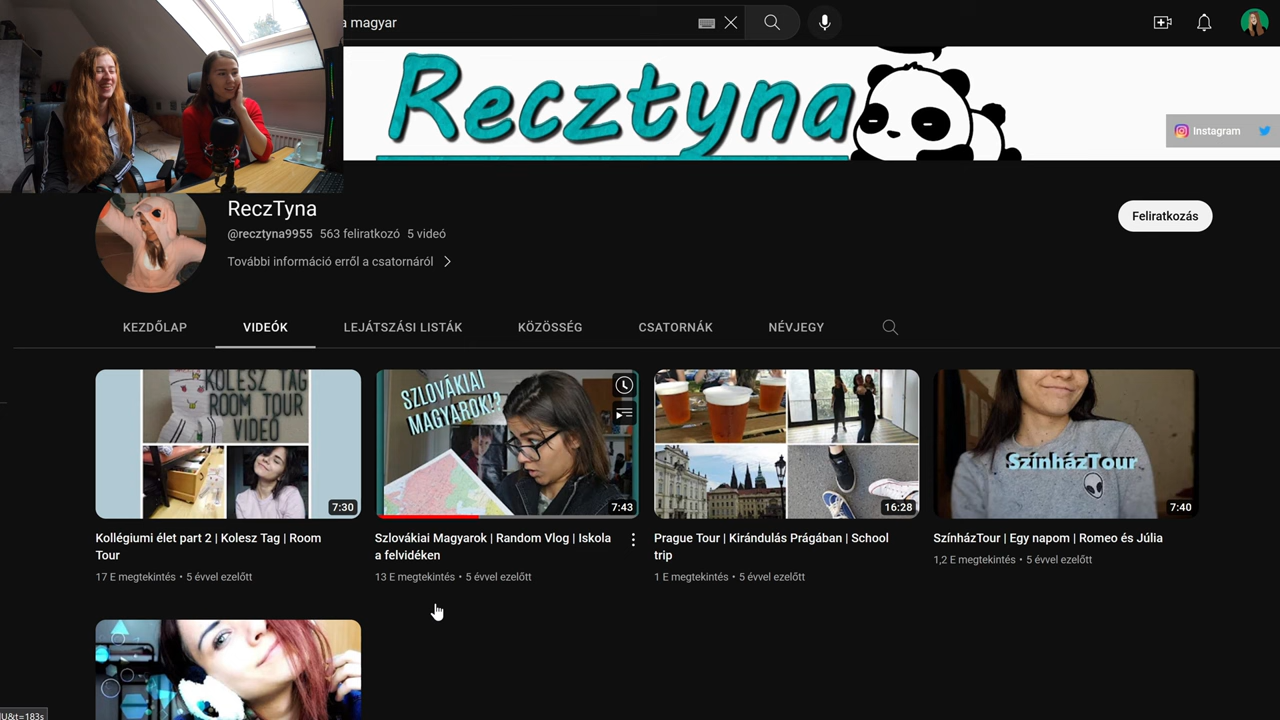 a magyar
Recztyna
Instagram
ReczTyna
@recztyna9955 563 feliratkozó 5 videó
További információ erről a csatornáról
Feliratkozás
KEZDŐLAP VIDEÓK LEJÁTSZÁSI LISTÁK KÖZÖSSÉG CSATORNÁK NÉVJEGY
KOLESZ TAG
ROOM TOUR
VIDEÓ
7:30
SZLOVÁKIAI
MAGYAROK!?
7:43
16:28
SzínházTour
7:40
Kollégiumi élet part 2 | Kolesz Tag | Room
Tour
17 E megtekintés • 5 évvel ezelőtt
Szlovákiai Magyarok | Random Vlog | Iskola
a felvidéken
13 E megtekintés • 5 évvel ezelőtt
Prague Tour | Kirándulás Prágában | School
trip
1 E megtekintés • 5 évvel ezelőtt
SzínházTour | Egy napom | Romeo és Júlia
1,2 E megtekintés • 5 évvel ezelőtt
U&t=183s